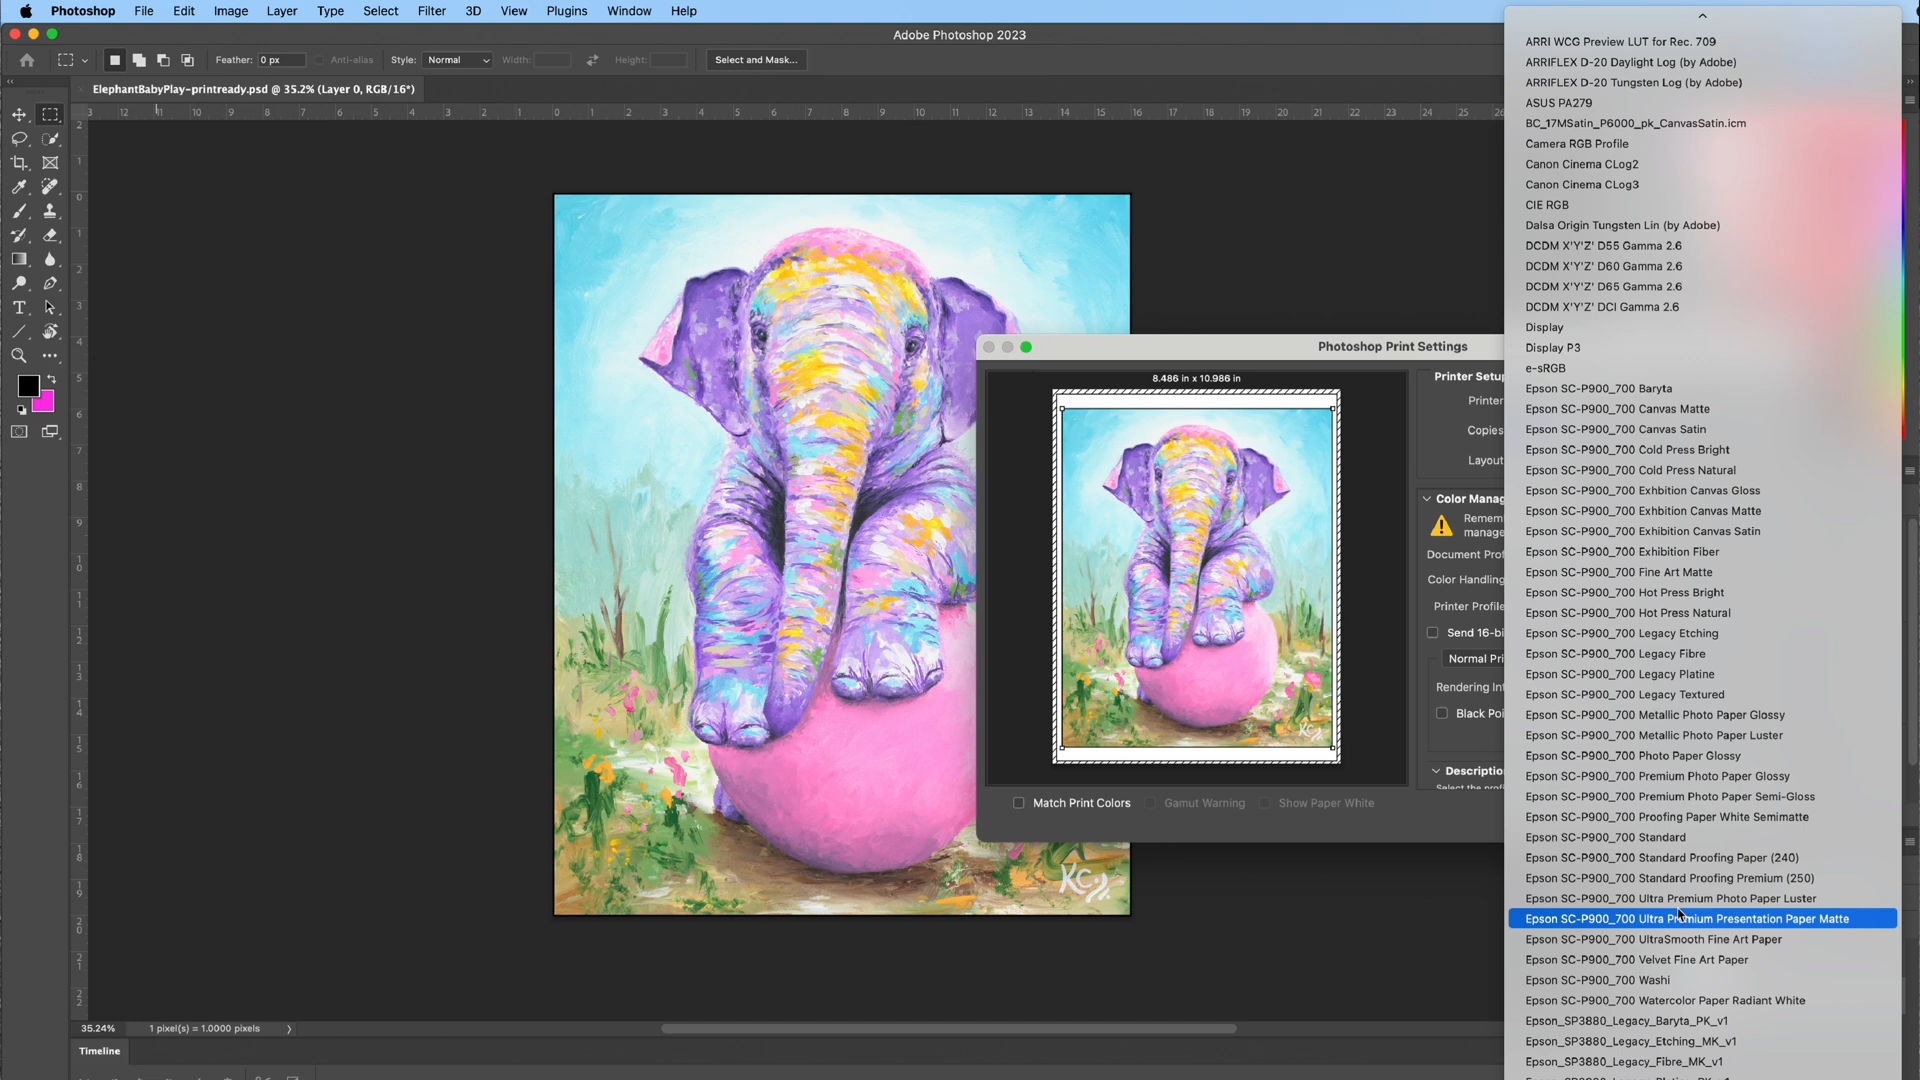 Photoshop File Edit Image Layer Type Select Filter 3D View Plugins Window Help
Adobe Photoshop 2023
Feather: 0 px Anti-alias Style: Normal Width: Height: Select and Mask...
ElephantBabyPlay-printready.psd @ 35.2% (Layer 0, RGB/16*)
Photoshop Print Settings
8.486 in x 10.986 in
Printer Setup
Printer
Copies
Layout
Color Manag
Remem
manage
Document Prof
Color Handling
Printer Profile
Send 16-bi
Normal Pri
Rendering Int
Black Poi
Descriptio
Match Print Colors Gamut Warning Show Paper White
KC
35.24% 1 pixel(s) = 1.0000 pixels
Timeline
ARRI WCG Preview LUT for Rec. 709
ARRIFLEX D-20 Daylight Log (by Adobe)
ARRIFLEX D-20 Tungsten Log (by Adobe)
ASUS PA279
BC_17MSatin_P6000_pk_CanvasSatin.icm
Camera RGB Profile
Canon Cinema CLog2
Canon Cinema CLog3
CIE RGB
Dalsa Origin Tungsten Lin (by Adobe)
DCDM X'Y'Z' D55 Gamma 2.6
DCDM X'Y'Z' D60 Gamma 2.6
DCDM X'Y'Z' D65 Gamma 2.6
DCDM X'Y'Z' DCI Gamma 2.6
Display
Display P3
e-sRGB
Epson SC-P900_700 Baryta
Epson SC-P900_700 Canvas Matte
Epson SC-P900_700 Canvas Satin
Epson SC-P900_700 Cold Press Bright
Epson SC-P900_700 Cold Press Natural
Epson SC-P900_700 Exhbition Canvas Gloss
Epson SC-P900_700 Exhbition Canvas Matte
Epson SC-P900_700 Exhibition Canvas Satin
Epson SC-P900_700 Exhibition Fiber
Epson SC-P900_700 Fine Art Matte
Epson SC-P900_700 Hot Press Bright
Epson SC-P900_700 Hot Press Natural
Epson SC-P900_700 Legacy Etching
Epson SC-P900_700 Legacy Fibre
Epson SC-P900_700 Legacy Platine
Epson SC-P900_700 Legacy Textured
Epson SC-P900_700 Metallic Photo Paper Glossy
Epson SC-P900_700 Metallic Photo Paper Luster
Epson SC-P900_700 Photo Paper Glossy
Epson SC-P900_700 Premium Photo Paper Glossy
Epson SC-P900_700 Premium Photo Paper Semi-Gloss
Epson SC-P900_700 Proofing Paper White Semimatte
Epson SC-P900_700 Standard
Epson SC-P900_700 Standard Proofing Paper (240)
Epson SC-P900_700 Standard Proofing Premium (250)
Epson SC-P900_700 Ultra Premium Photo Paper Luster
Epson SC-P900_700 Ultra Premium Presentation Paper Matte
Epson SC-P900_700 UltraSmooth Fine Art Paper
Epson SC-P900_700 Velvet Fine Art Paper
Epson SC-P900_700 Washi
Epson SC-P900_700 Watercolor Paper Radiant White
Epson_SP3880_Legacy_Baryta_PK_v1
Epson_SP3880_Legacy_Etching_MK_v1
Epson_SP3880_Legacy_Fibre_MK_v1